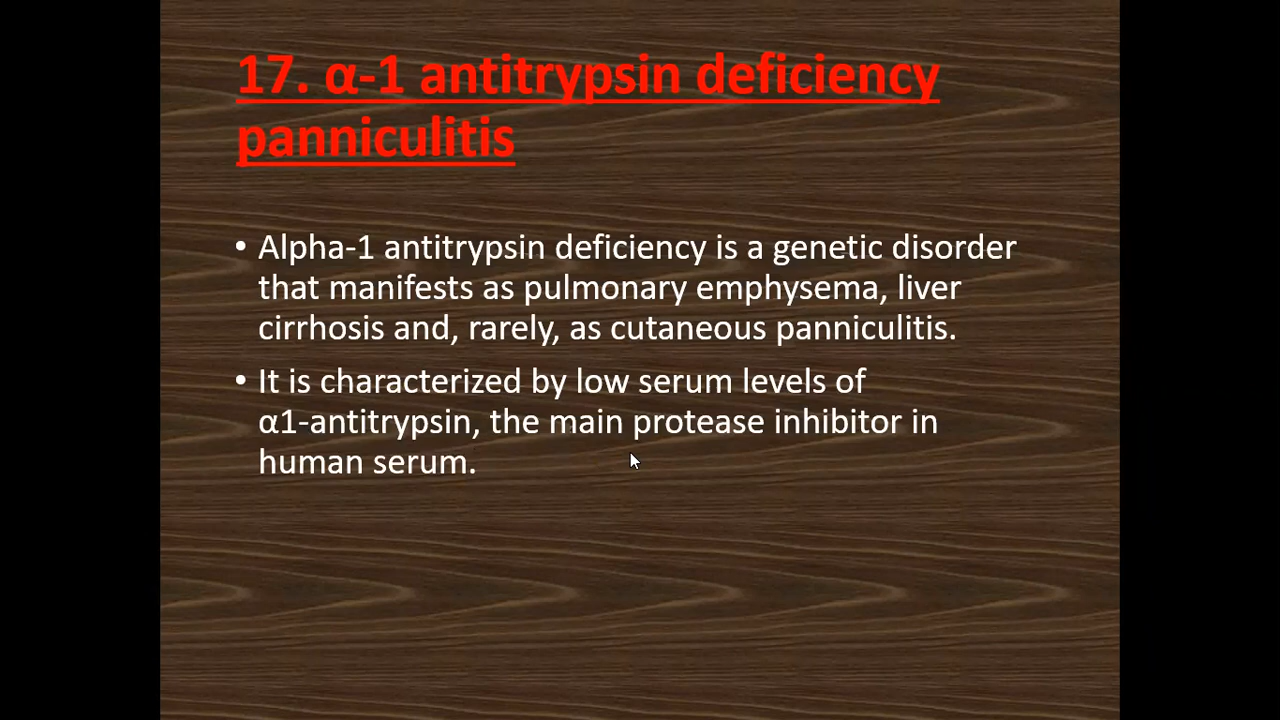 17. α-1 antitrypsin deficiency
panniculitis
• Alpha-1 antitrypsin deficiency is a genetic disorder
that manifests as pulmonary emphysema, liver
cirrhosis and, rarely, as cutaneous panniculitis.
• It is characterized by low serum levels of
α1-antitrypsin, the main protease inhibitor in
human serum.